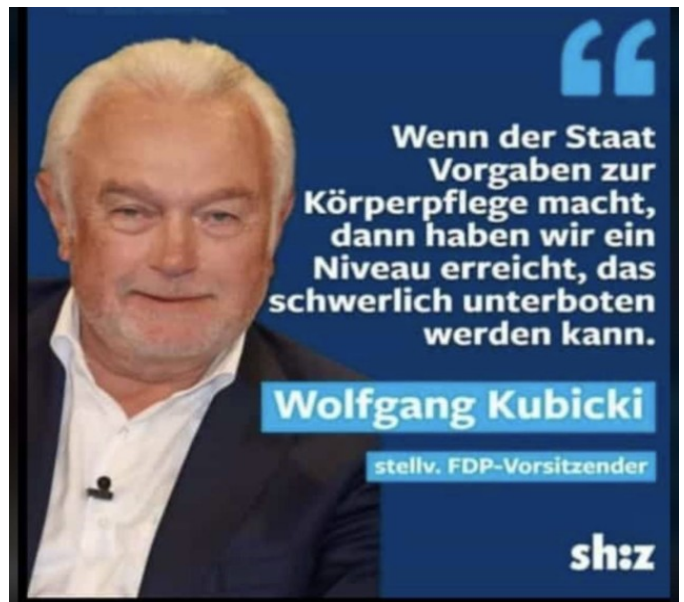 Wenn der Staat
Vorgaben zur
Körperpflege macht,
dann haben wir ein
Niveau erreicht, das
schwerlich unterboten
werden kann.
Wolfgang Kubicki
stellv. FDP-Vorsitzender
sh:z